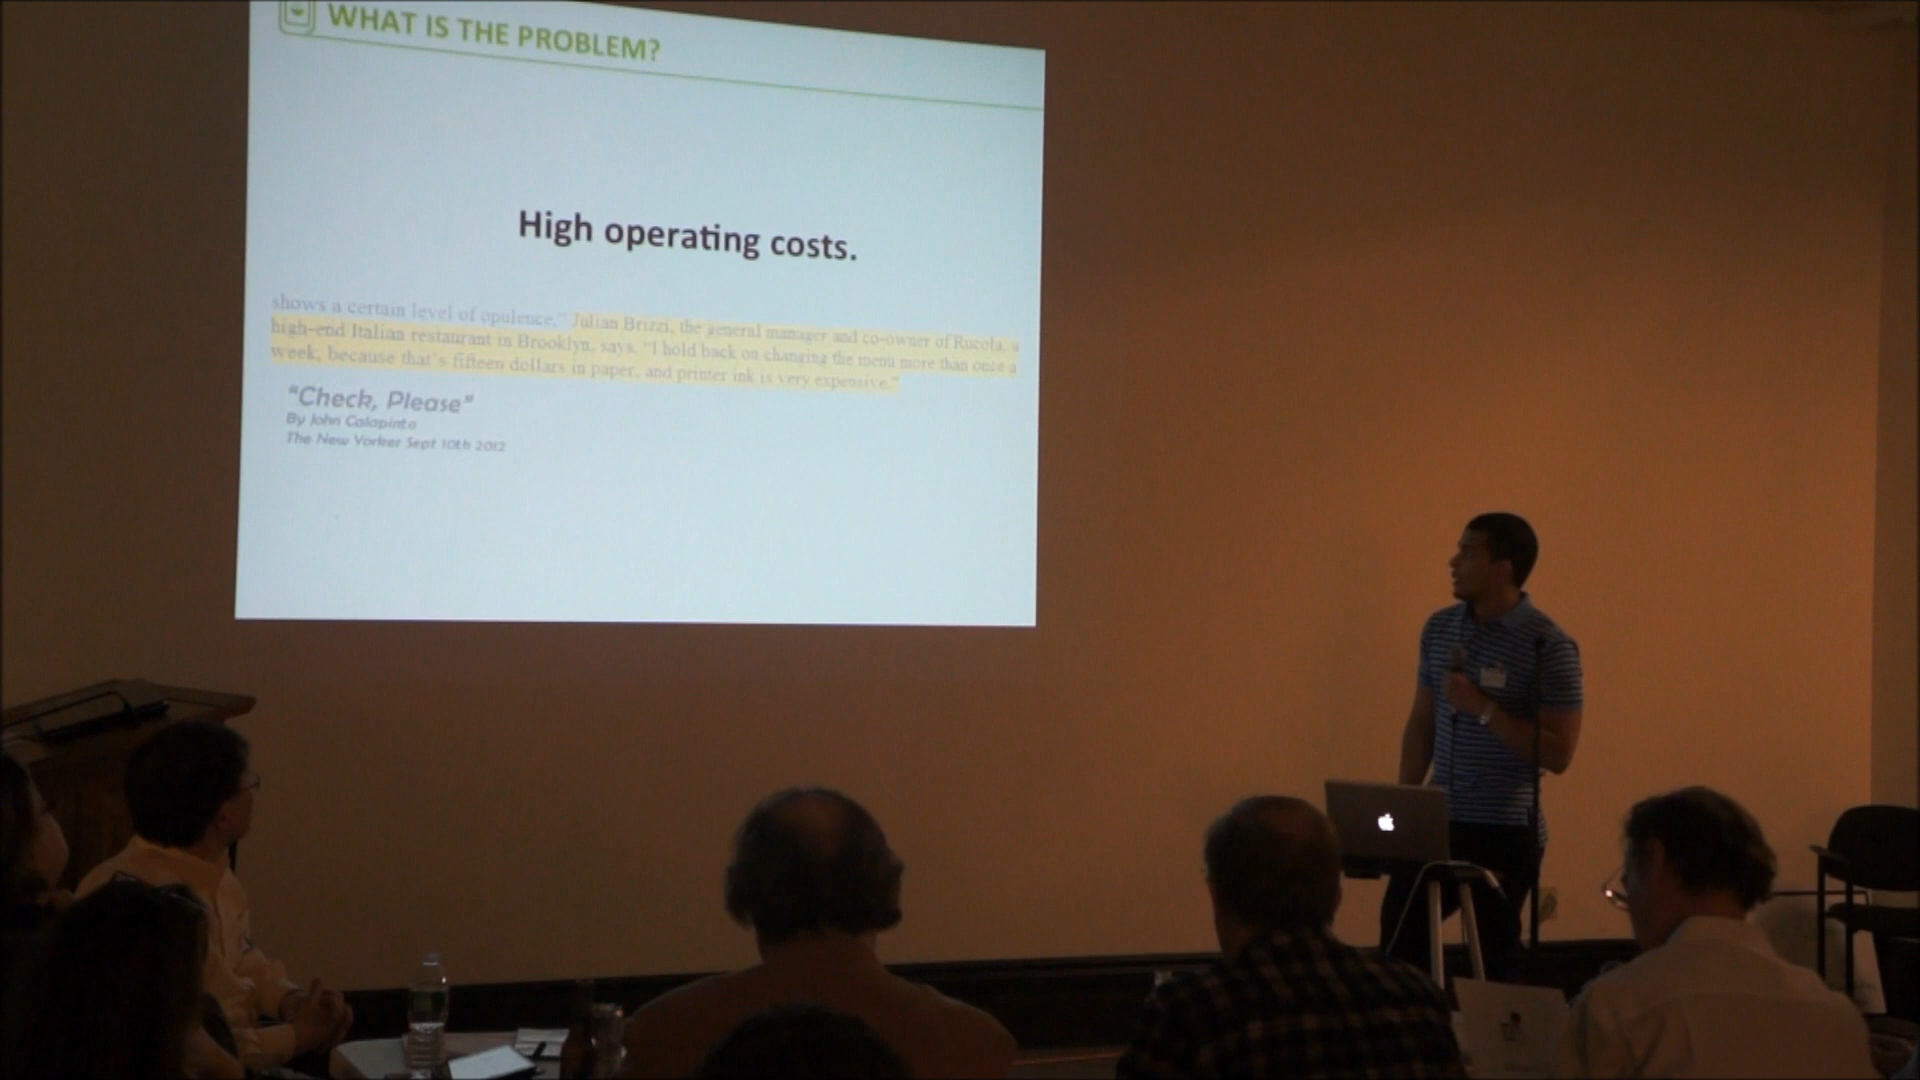 WHAT IS THE PROBLEM?
High operating costs.
shows a certain level of opulence," Julian Brizzi, the general manager and co-owner of Rucola, a
high-end Italian restaurant in Brooklyn, says. "I hold back on changing the menu more than once a
week, because that's fifteen dollars in paper, and printer ink is very expensive."
"Check, Please"
By John Colapinto
The New Yorker Sept 10th 2012